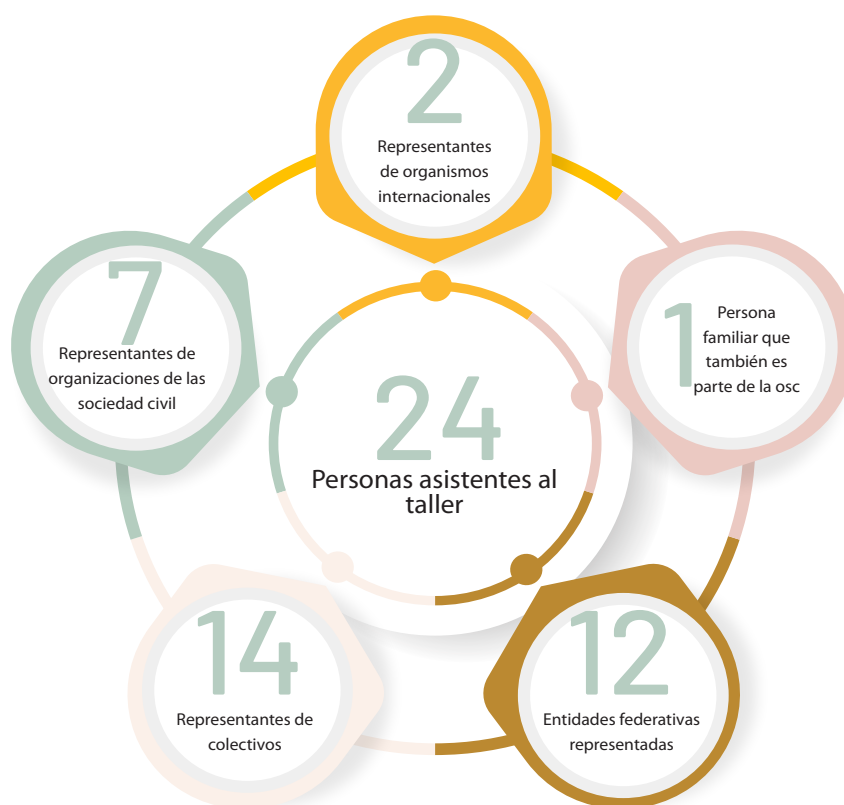 2
Representantes
de organismos
internacionales
7
Representantes de
organizaciones de las
sociedad civil
1
Persona
familiar que
también es
parte de la osc
24
Personas asistentes al
taller
14
Representantes de
colectivos
12
Entidades federativas
representadas